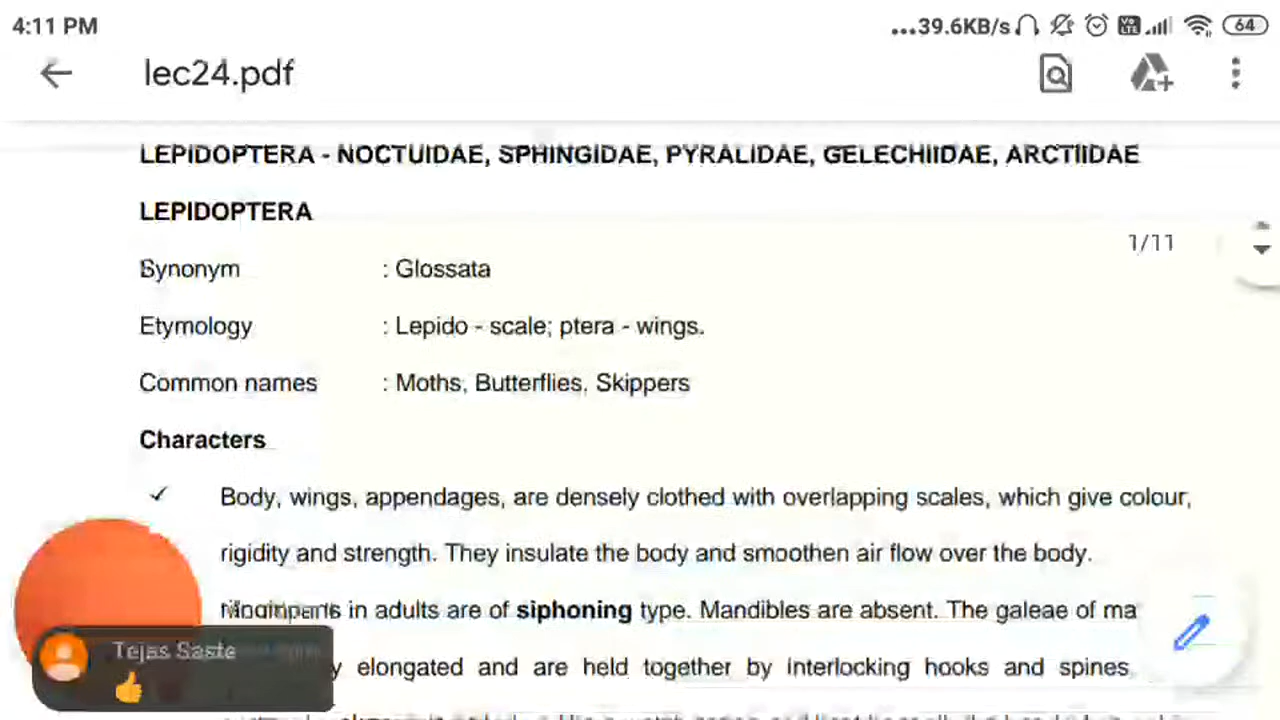 4:11 PM
...39.6KB/s
64
lec24.pdf
LEPIDOPTERA - NOCTUIDAE, SPHINGIDAE, PYRALIDAE, GELECHIIDAE, ARCTIIDAE
LEPIDOPTERA
1/11
Synonym : Glossata
Etymology : Lepido - scale; ptera - wings.
Common names : Moths, Butterflies, Skippers
Characters
✓ Body, wings, appendages, are densely clothed with overlapping scales, which give colour,
rigidity and strength. They insulate the body and smoothen air flow over the body.
in adults are of siphoning type. Mandibles are absent. The galeae of ma
elongated and are held together by interlocking hooks and spines.
Tejas Saste
👍